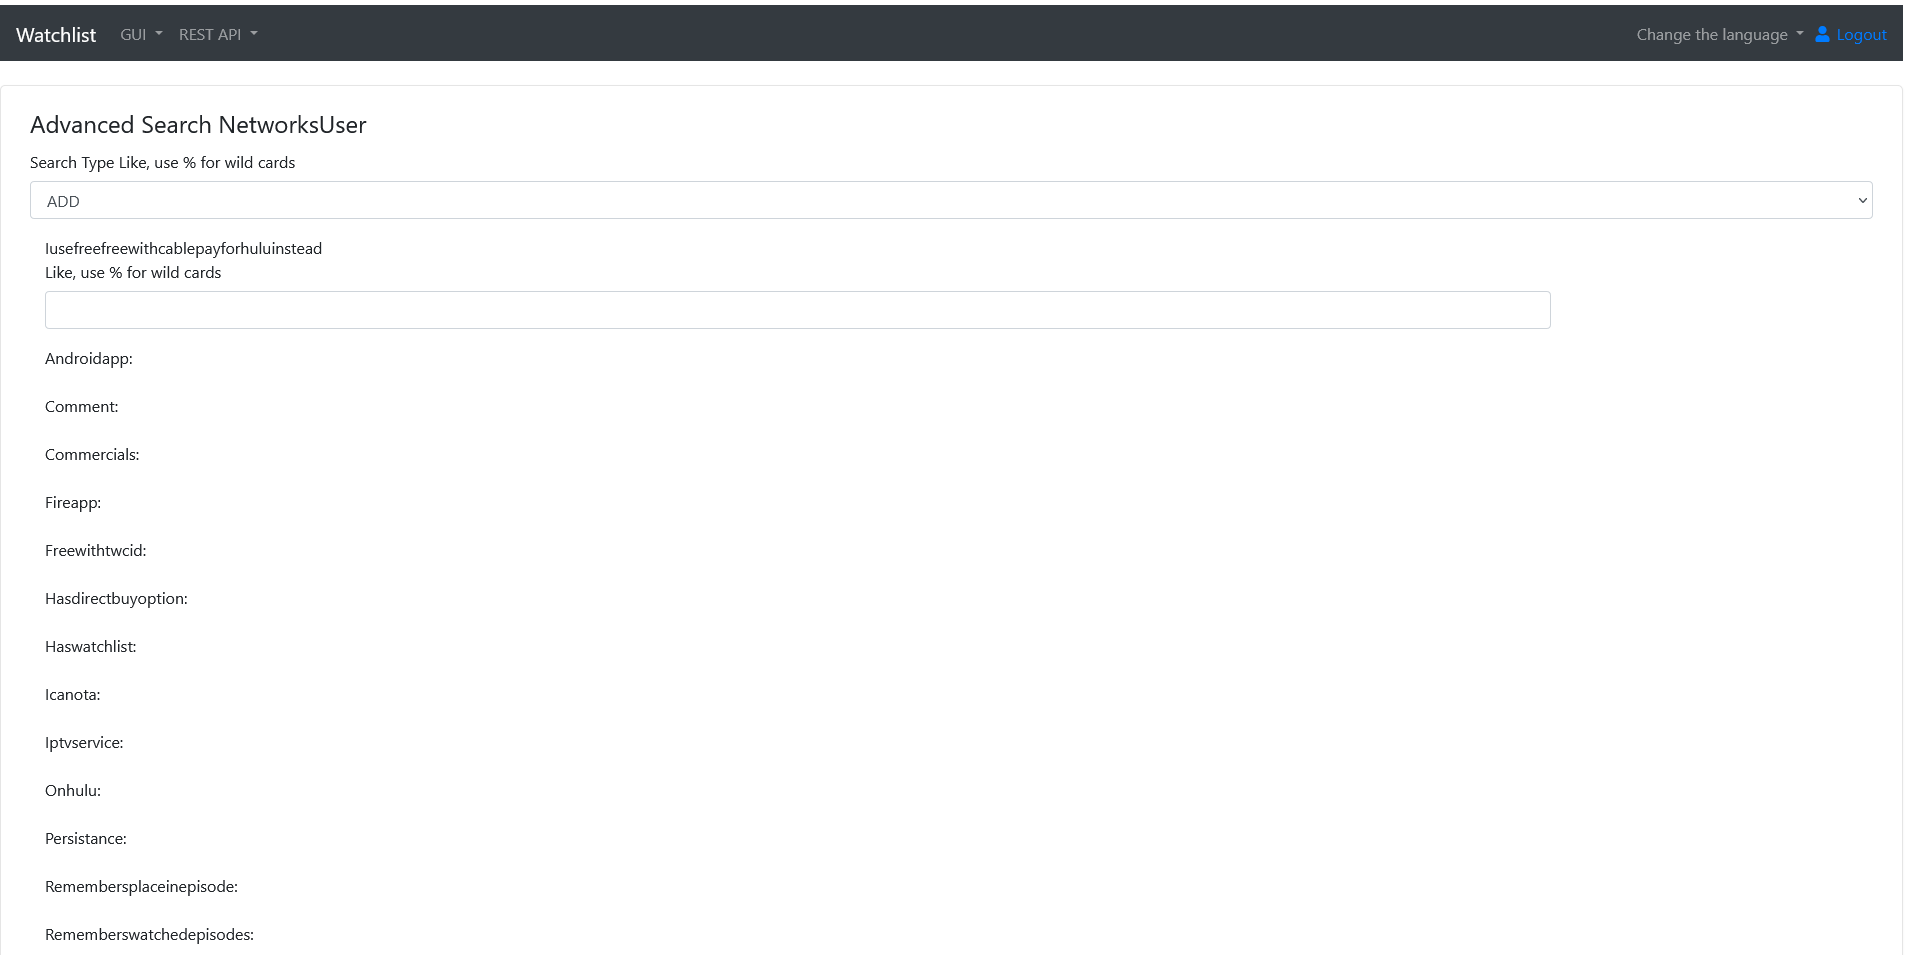 Watchlist GUI REST API Change the language Logout
Advanced Search NetworksUser
Search Type Like, use % for wild cards
ADD
Iusefreefreewithcablepayforhuluinstead
Like, use % for wild cards
Androidapp:
Comment:
Commercials:
Fireapp:
Freewithtwcid:
Hasdirectbuyoption:
Haswatchlist:
Icanota:
Iptvservice:
Onhulu:
Persistance:
Remembersplaceinepisode:
Rememberswatchedepisodes: